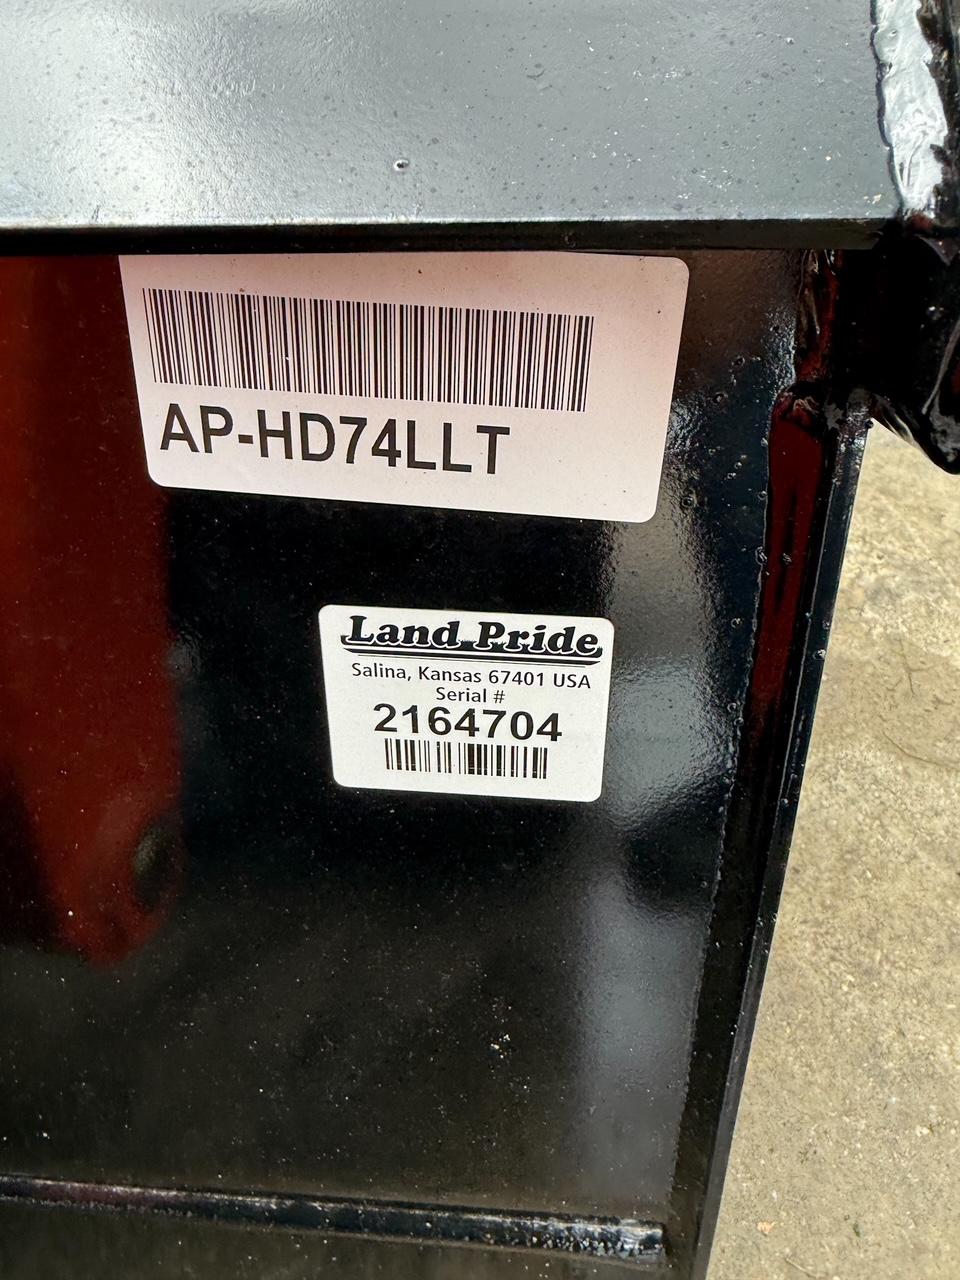 AP-HD74LLT
Land Pride
Salina, Kansas 67401 USA
Serial #
2164704